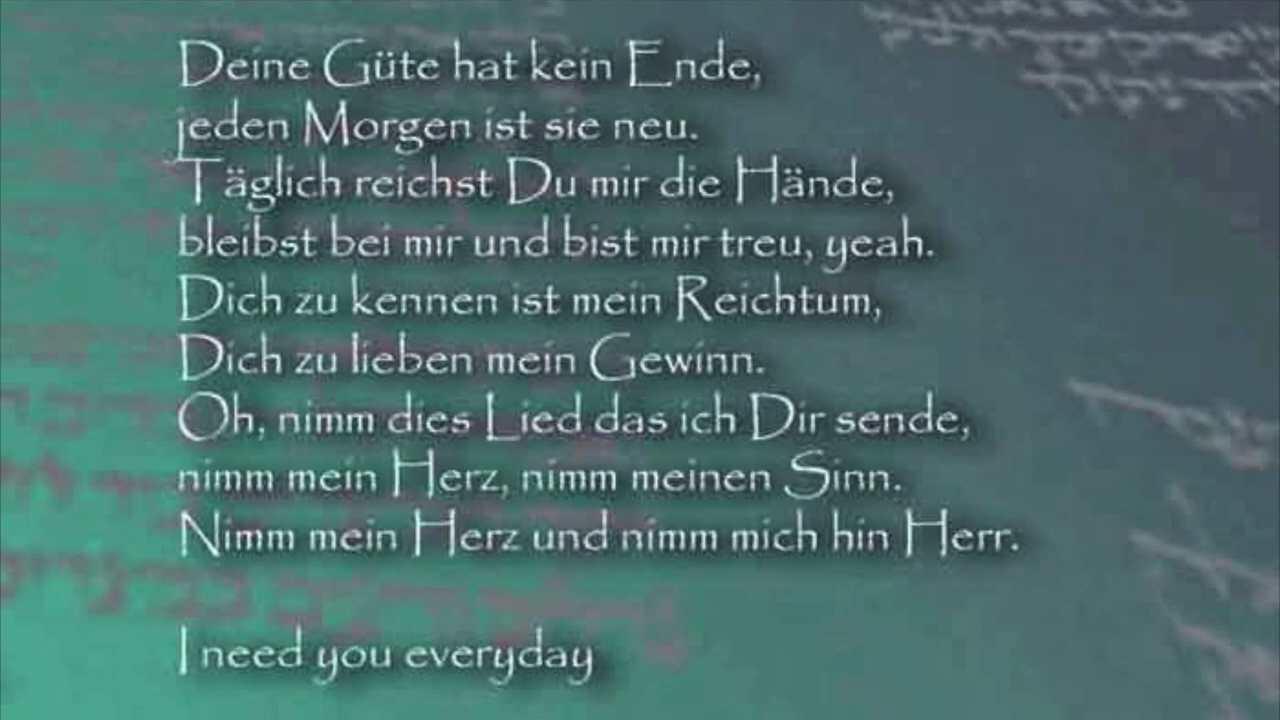 Deine Güte hat kein Ende,
jeden Morgen ist sie neu.
Täglich reichst Du mir die Hände,
bleibst bei mir und bist mir treu, yeah.
Dich zu kennen ist mein Reichtum,
Dich zu lieben mein Gewinn.
Oh, nimm dies Lied das ich Dir sende,
nimm mein Herz, nimm meinen Sinn.
Nimm mein Herz und nimm mich hin Herr.
I need you everyday